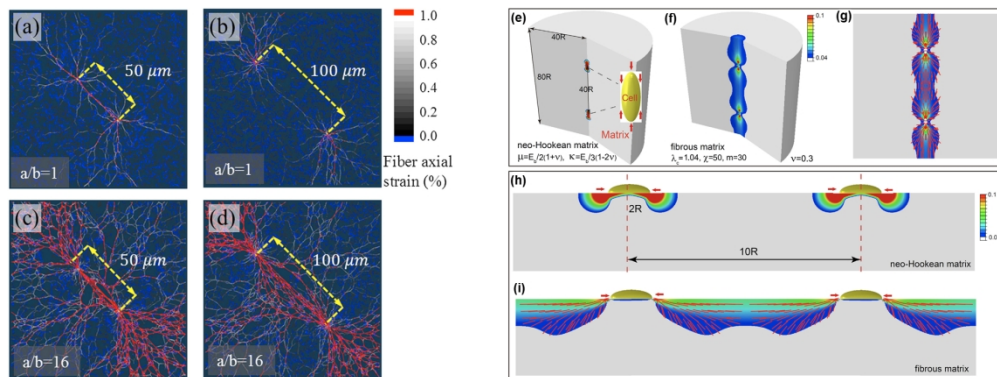 (a)
50 μm
a/b=1
(b)
100 μm
1.0
0.8
0.6
0.4
0.2
0.0
Fiber axial
strain (%)
(c)
50 μm
a/b=16
(d)
100 μm
a/b=16
(e)
40R
80R
40R
Cell
Matrix
neo-Hookean matrix
μ=E₀/2(1+ν) , K=E₀/3(1-2ν)
(f)
0.1
0.04
fibrous matrix
, χ=50, m=30
ν=0.3
(g)
(h)
2R
10R
0.1
neo-Hookean matrix
(i)
fibrous matrix